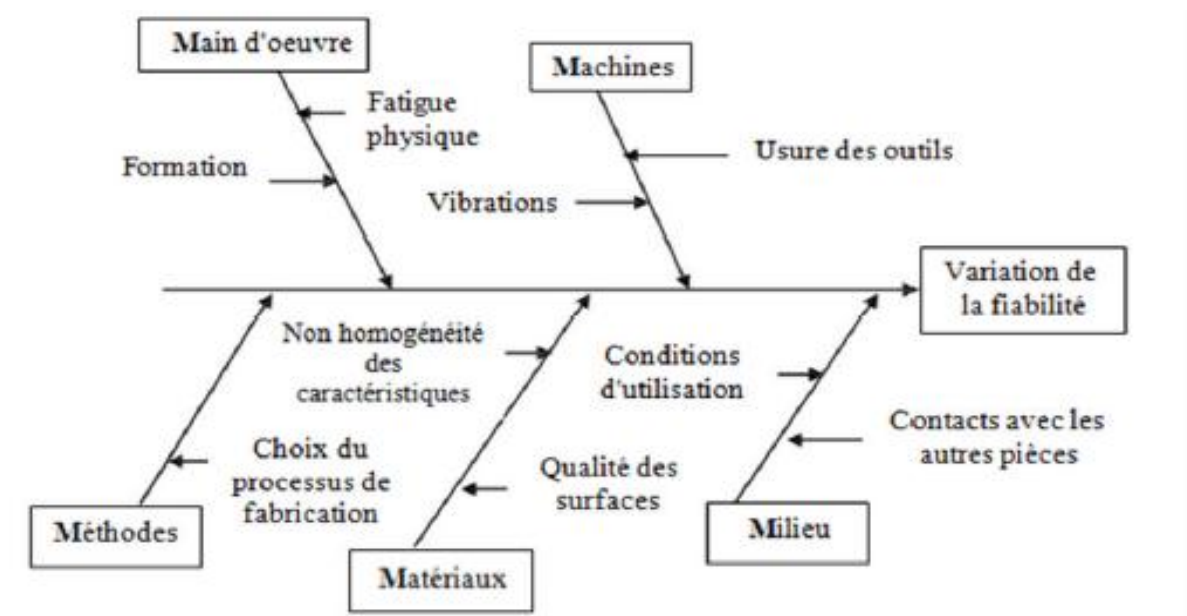 Main d'oeuvre
Machines
Fatigue
physique
Usure des outils
Formation
Vibrations
Variation de
la fiabilité
Non homogénéité
des
caractéristiques
Conditions
d'utilisation
Contacts avec les
autres pièces
Choix du
processus de
fabrication
Qualité des
surfaces
Méthodes
Matériaux
Milieu